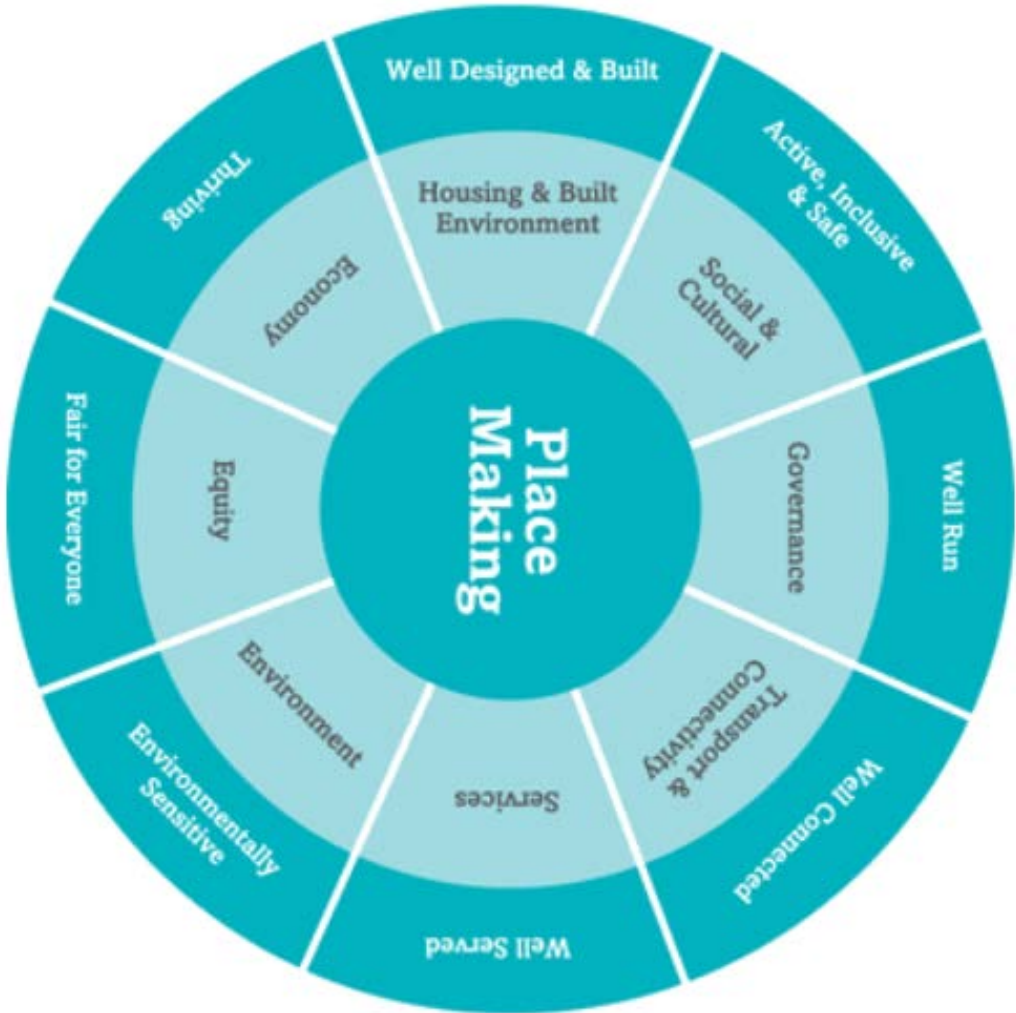 Well Designed & Built
Housing & Built
Environment
Active, Inclusive
& Safe
Social &
Cultural
Well Run
Governance
Well Connected
Transport &
Connectivity
Well Served
Services
Environmentally
Sensitive
Environment
Fair for Everyone
Equity
Thriving
Economy
Place
Making